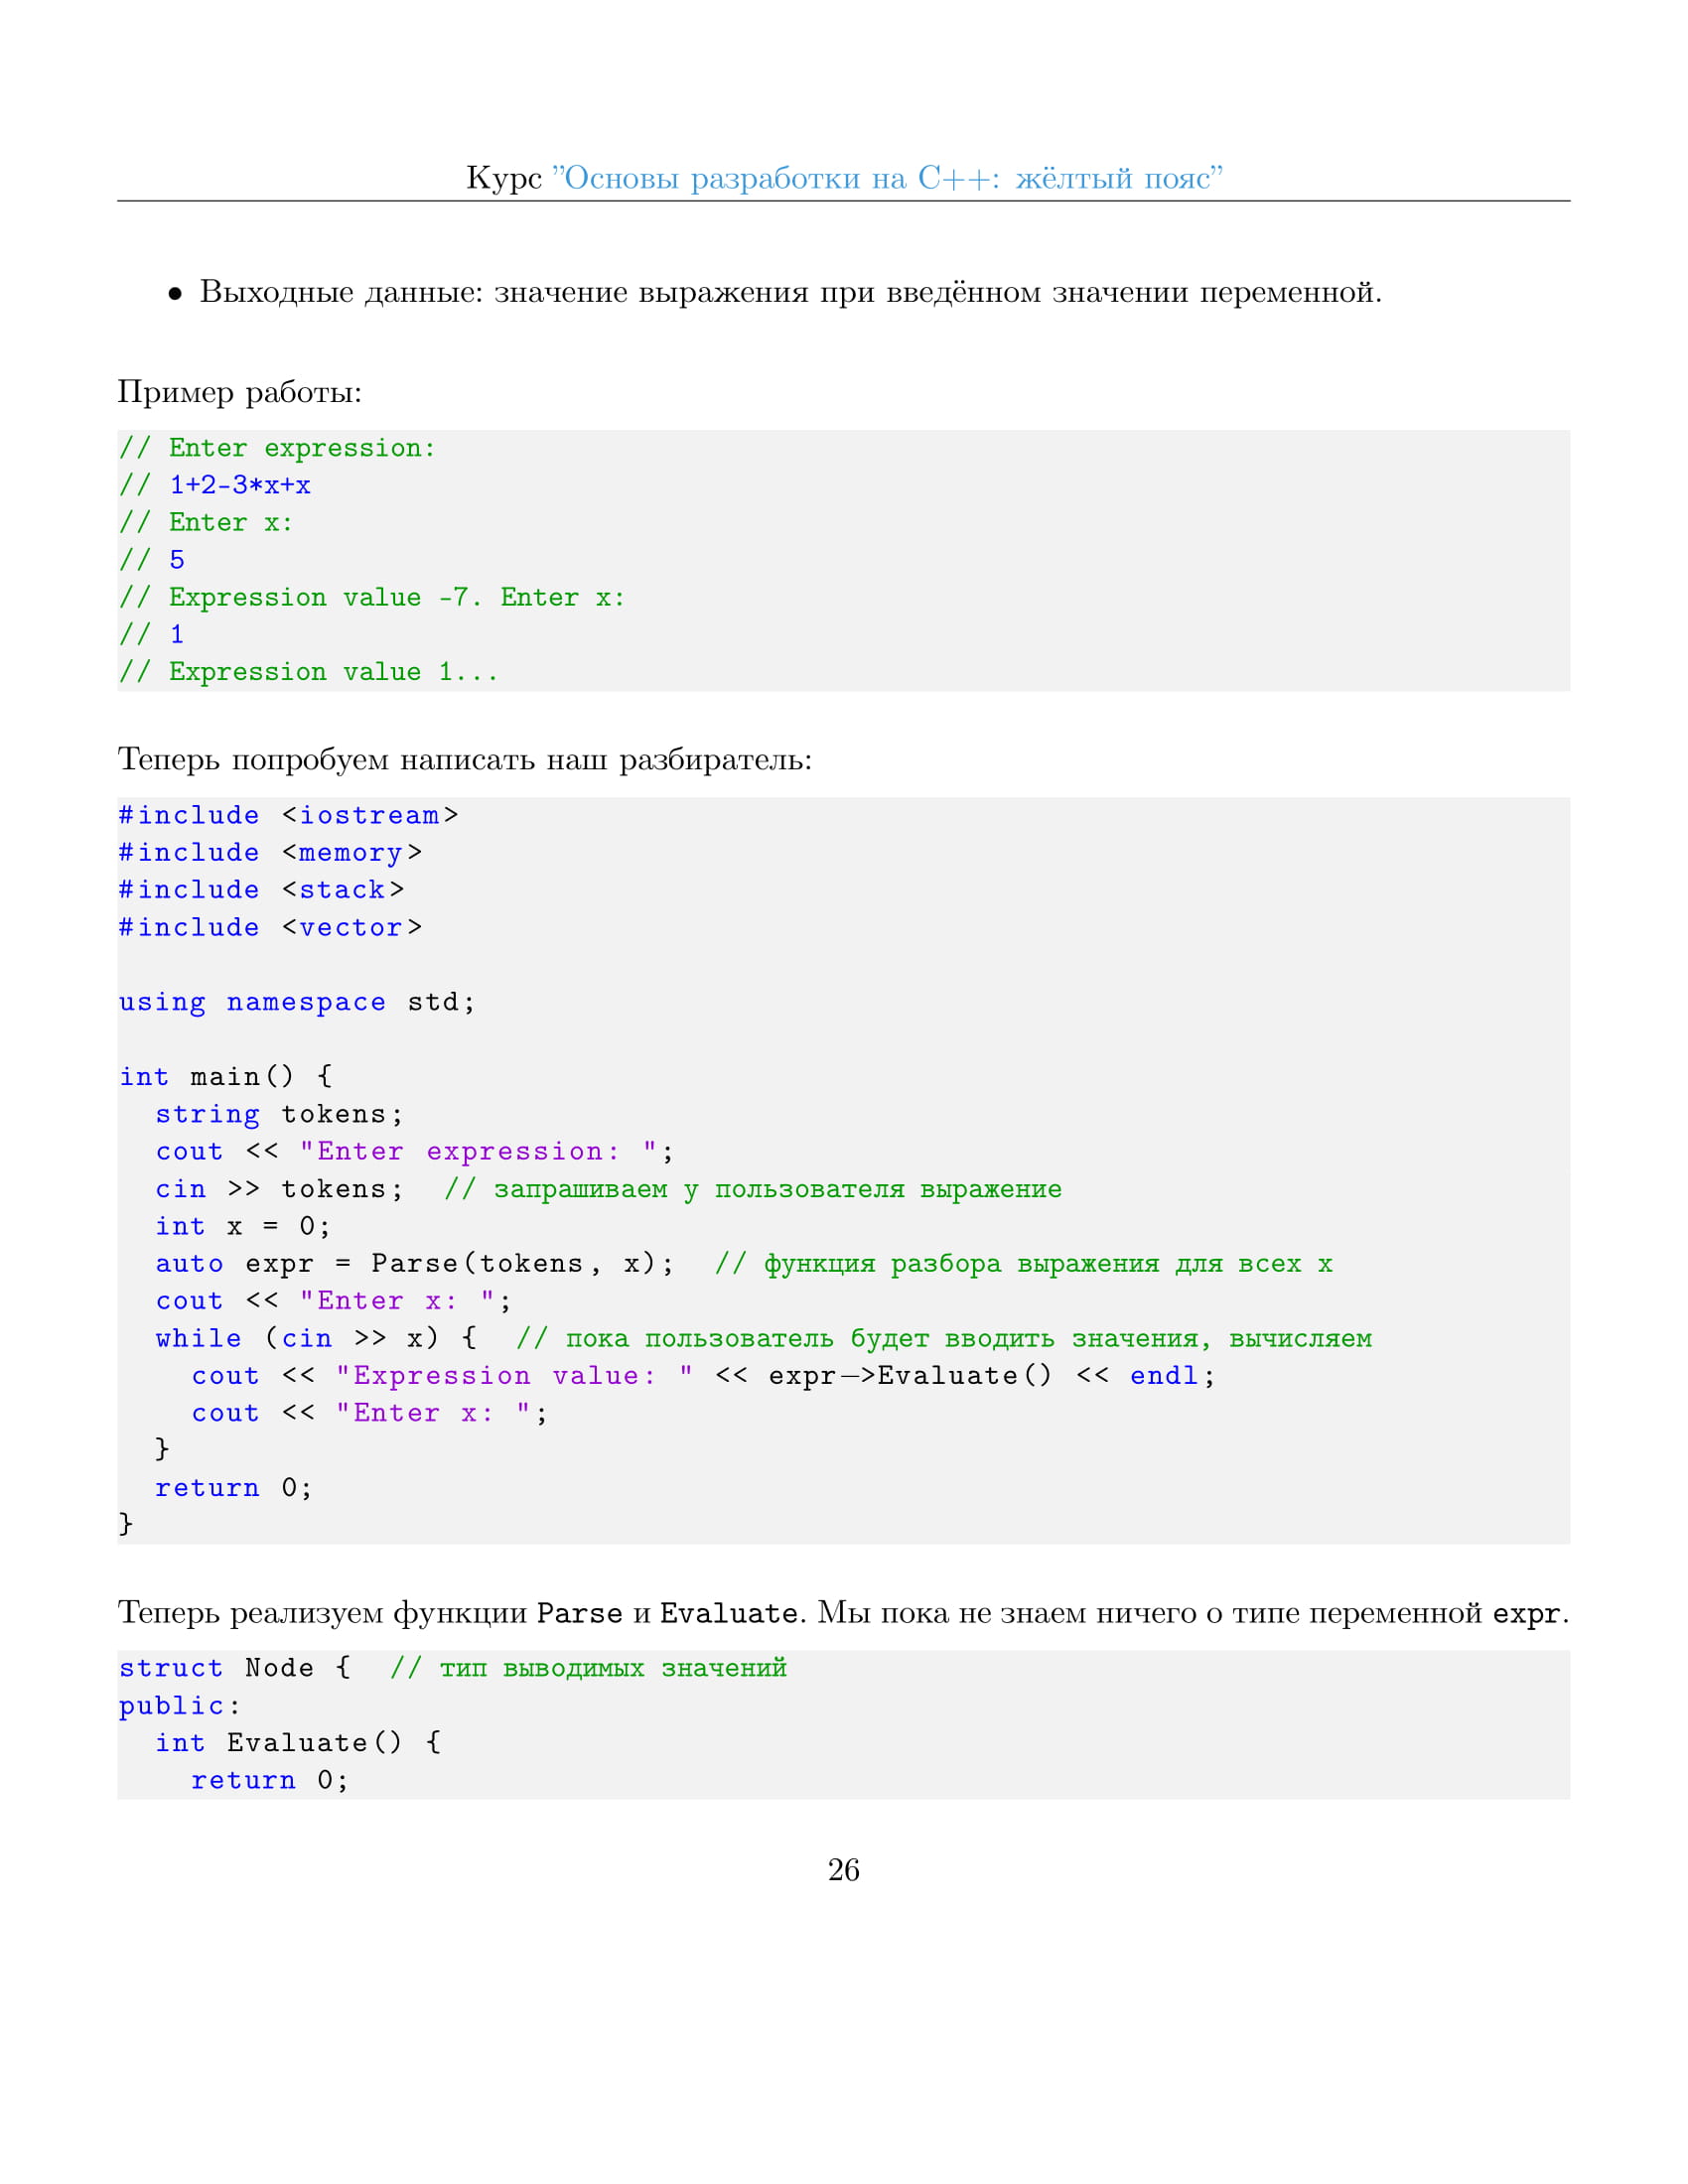 Курс ”Основы разработки на C++: жёлтый пояс”
• Выходные данные: значение выражения при введённом значении переменной.
Пример работы:
// Enter expression:
// 1+2-3*x+x
// Enter x:
// 5
// Expression value -7. Enter x:
// 1
// Expression value 1...
Теперь попробуем написать наш разбиратель:
#include <iostream>
#include <memory>
#include <stack>
#include <vector>
using namespace std;
int main() {
  string tokens;
  cout << "Enter expression: ";
  cin >> tokens;  // запрашиваем у пользователя выражение
  int x = 0;
  auto expr = Parse(tokens, x);  // функция разбора выражения для всех x
  cout << "Enter x: ";
  while (cin >> x) {  // пока пользователь будет вводить значения, вычисляем
    cout << "Expression value: " << expr->Evaluate() << endl;
    cout << "Enter x: ";
  }
  return 0;
}
Теперь реализуем функции Parse и Evaluate. Мы пока не знаем ничего о типе переменной expr.
struct Node {  // тип выводимых значений
public:
  int Evaluate() {
    return 0;
26